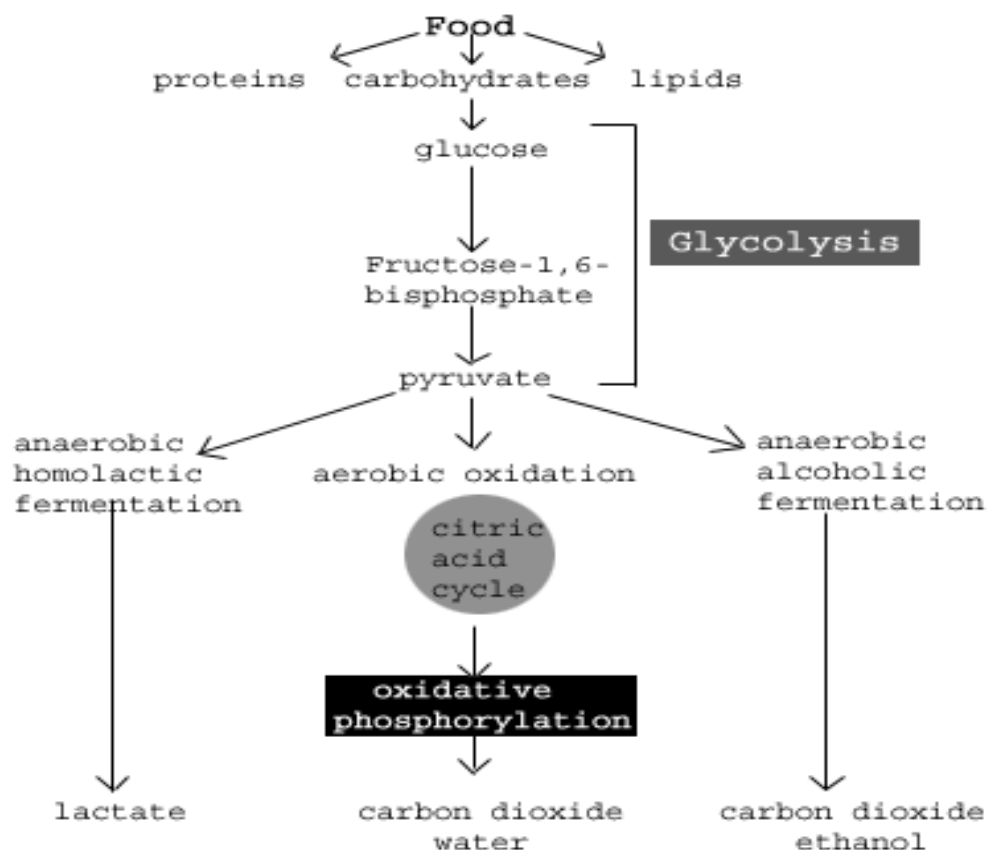 Food
proteins carbohydrates lipids
glucose
Glycolysis
Fructose-1,6-
bisphosphate
pyruvate
anaerobic
homolactic
fermentation
aerobic oxidation
anaerobic
alcoholic
fermentation
citric
acid
cycle
oxidative
phosphorylation
lactate
carbon dioxide
water
carbon dioxide
ethanol